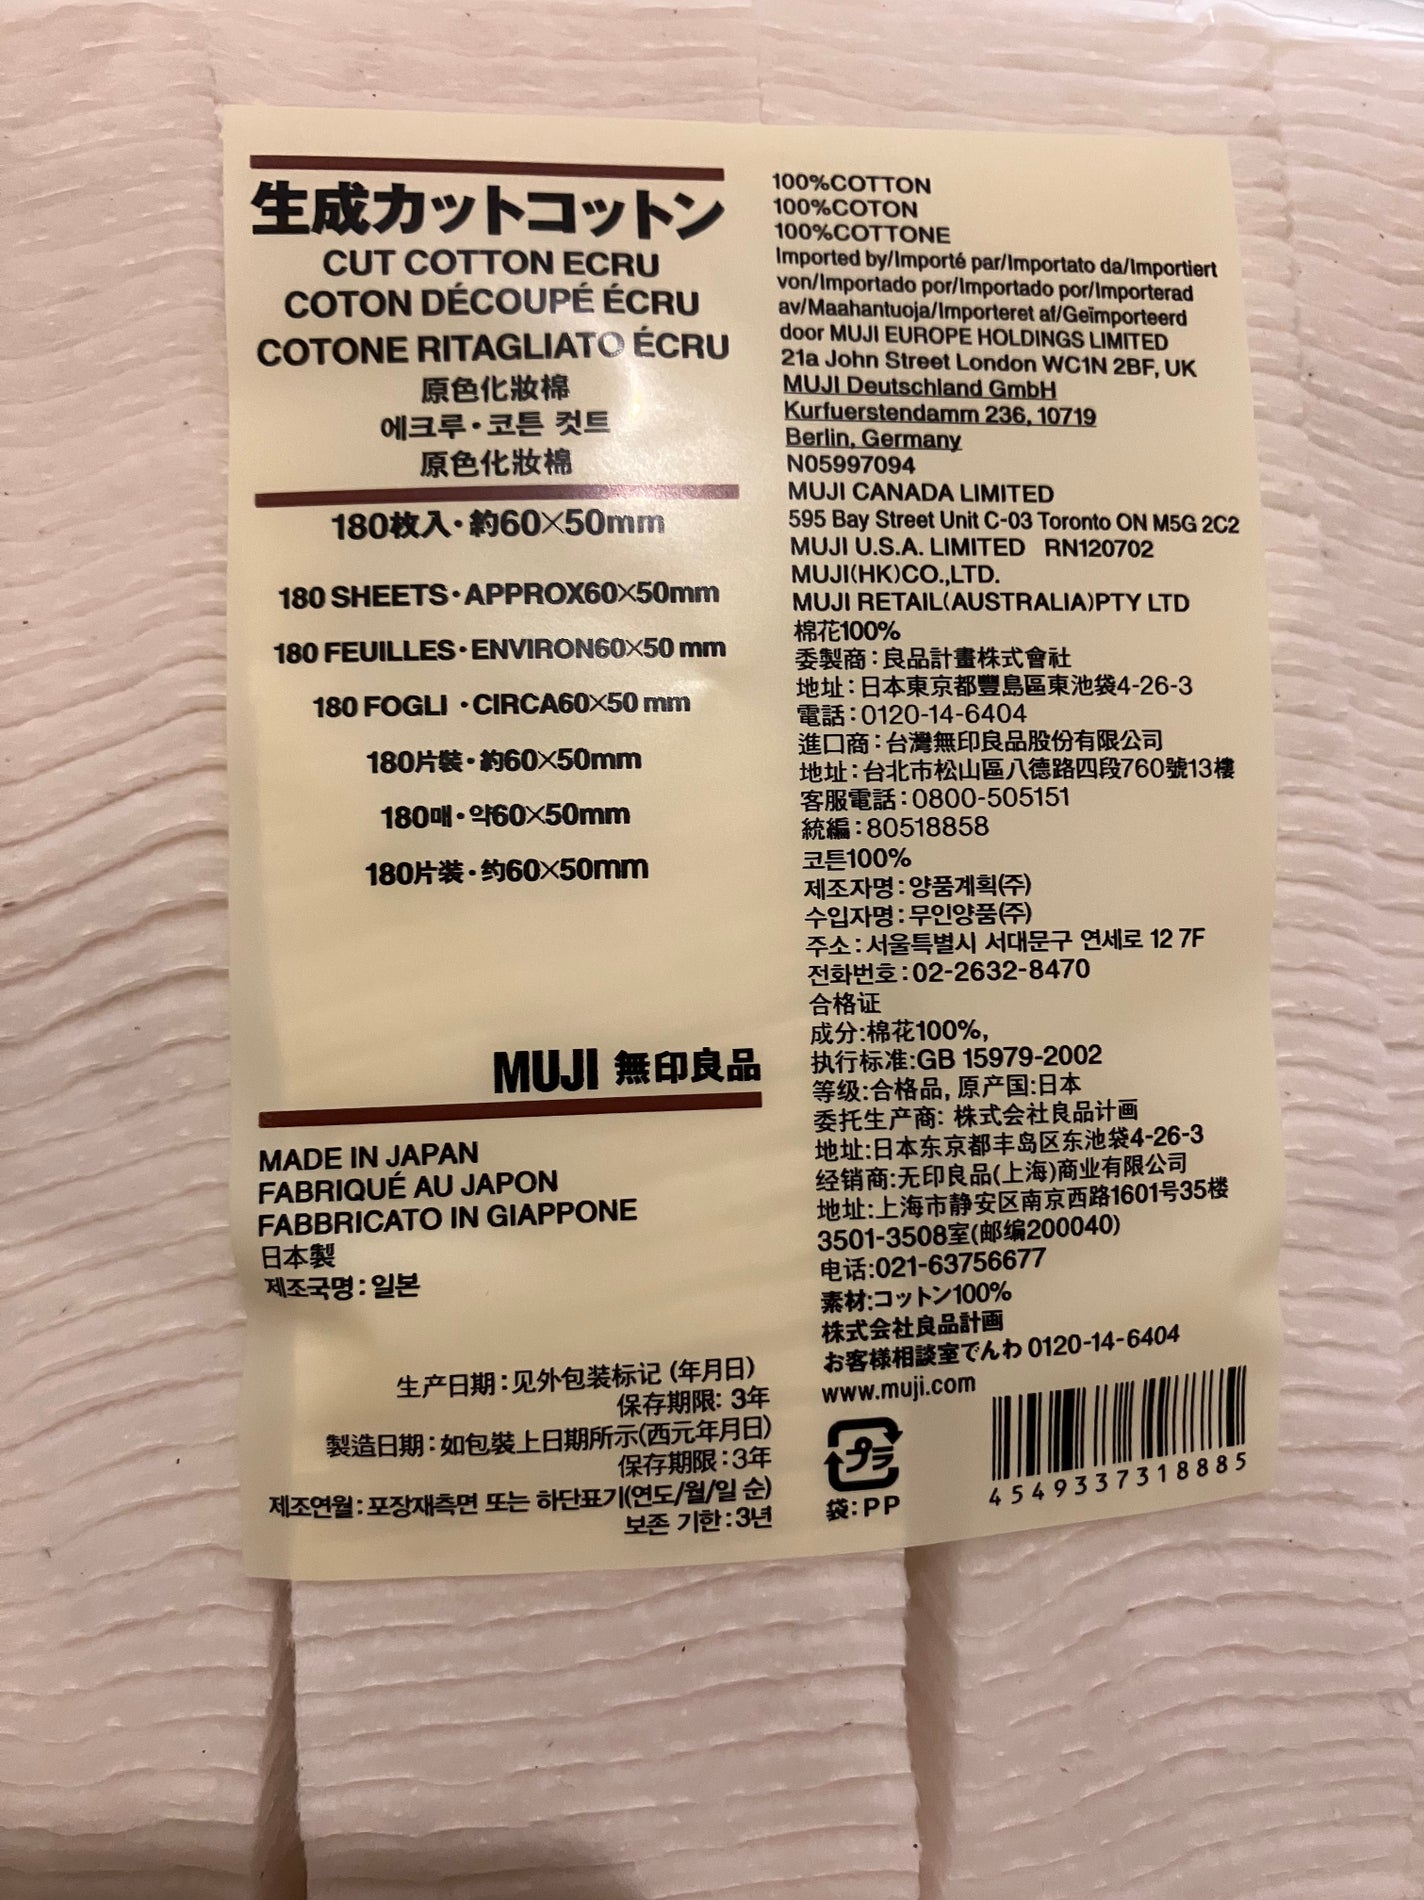 生成カットコットン
CUT COTTON ECRU
COTON DÉCOUPÉ ÉCRU
COTONE RITAGLIATO ÉCRU
原色化妝棉
에크루·코튼 컷트
原色化妝棉
180枚入·約60×50mm
180 SHEETS·APPROX60×50mm
180 FEUILLES·ENVIRON60×50 mm
180 FOGLI ·CIRCA60×50 mm
180片裝·約60×50mm
180매·약60×50mm
180片装·约60×50mm
MUJI 無印良品
MADE IN JAPAN
FABRIQUÉ AU JAPON
FABBRICATO IN GIAPPONE
日本製
제조국명:일본
生产日期:见外包装标记 (年月日)
保存期限: 3年
製造日期:如包裝上日期所示(西元年月日)
保存期限:3年
제조연월:포장재측면 또는 하단표기(연도/월/일 순)
보존 기한:3년
100%COTTON
100%COTON
100%COTTONE
Imported by/Importé par/Importato da/Importiert
von/Importado por/Importado por/Importerad
av/Maahantuoja/Importeret af/Geïmporteerd
door MUJI EUROPE HOLDINGS LIMITED
21a John Street London WC1N 2BF, UK
MUJI Deutschland GmbH
Kurfuerstendamm 236, 10719
Berlin, Germany
N05997094
MUJI CANADA LIMITED
595 Bay Street Unit C-03 Toronto ON M5G 2C2
MUJI U.S.A. LIMITED RN120702
MUJI(HK)CO.,LTD.
MUJI RETAIL(AUSTRALIA)PTY LTD
棉花100%
委製商:良品計畫株式會社
地址:日本東京都豐島區東池袋4-26-3
電話:0120-14-6404
進口商:台灣無印良品股份有限公司
地址:台北市松山區八德路四段760號13樓
客服電話:0800-505151
統編:80518858
코튼100%
제조자명:양품계획(주)
수입자명:무인양품(주)
주소:서울특별시 서대문구 연세로 12 7F
전화번호:02-2632-8470
合格证
成分:棉花100%,
执行标准:GB 15979-2002
等级:合格品, 原产国:日本
委托生产商: 株式会社良品计画
地址:日本东京都丰岛区东池袋4-26-3
经销商:无印良品(上海)商业有限公司
地址:上海市静安区南京西路1601号35楼
3501-3508室(邮编200040)
电话:021-63756677
素材:コットン100%
株式会社良品計画
お客様相談室でんわ 0120-14-6404
www.muji.com
プラ
袋:PP
4549337318885